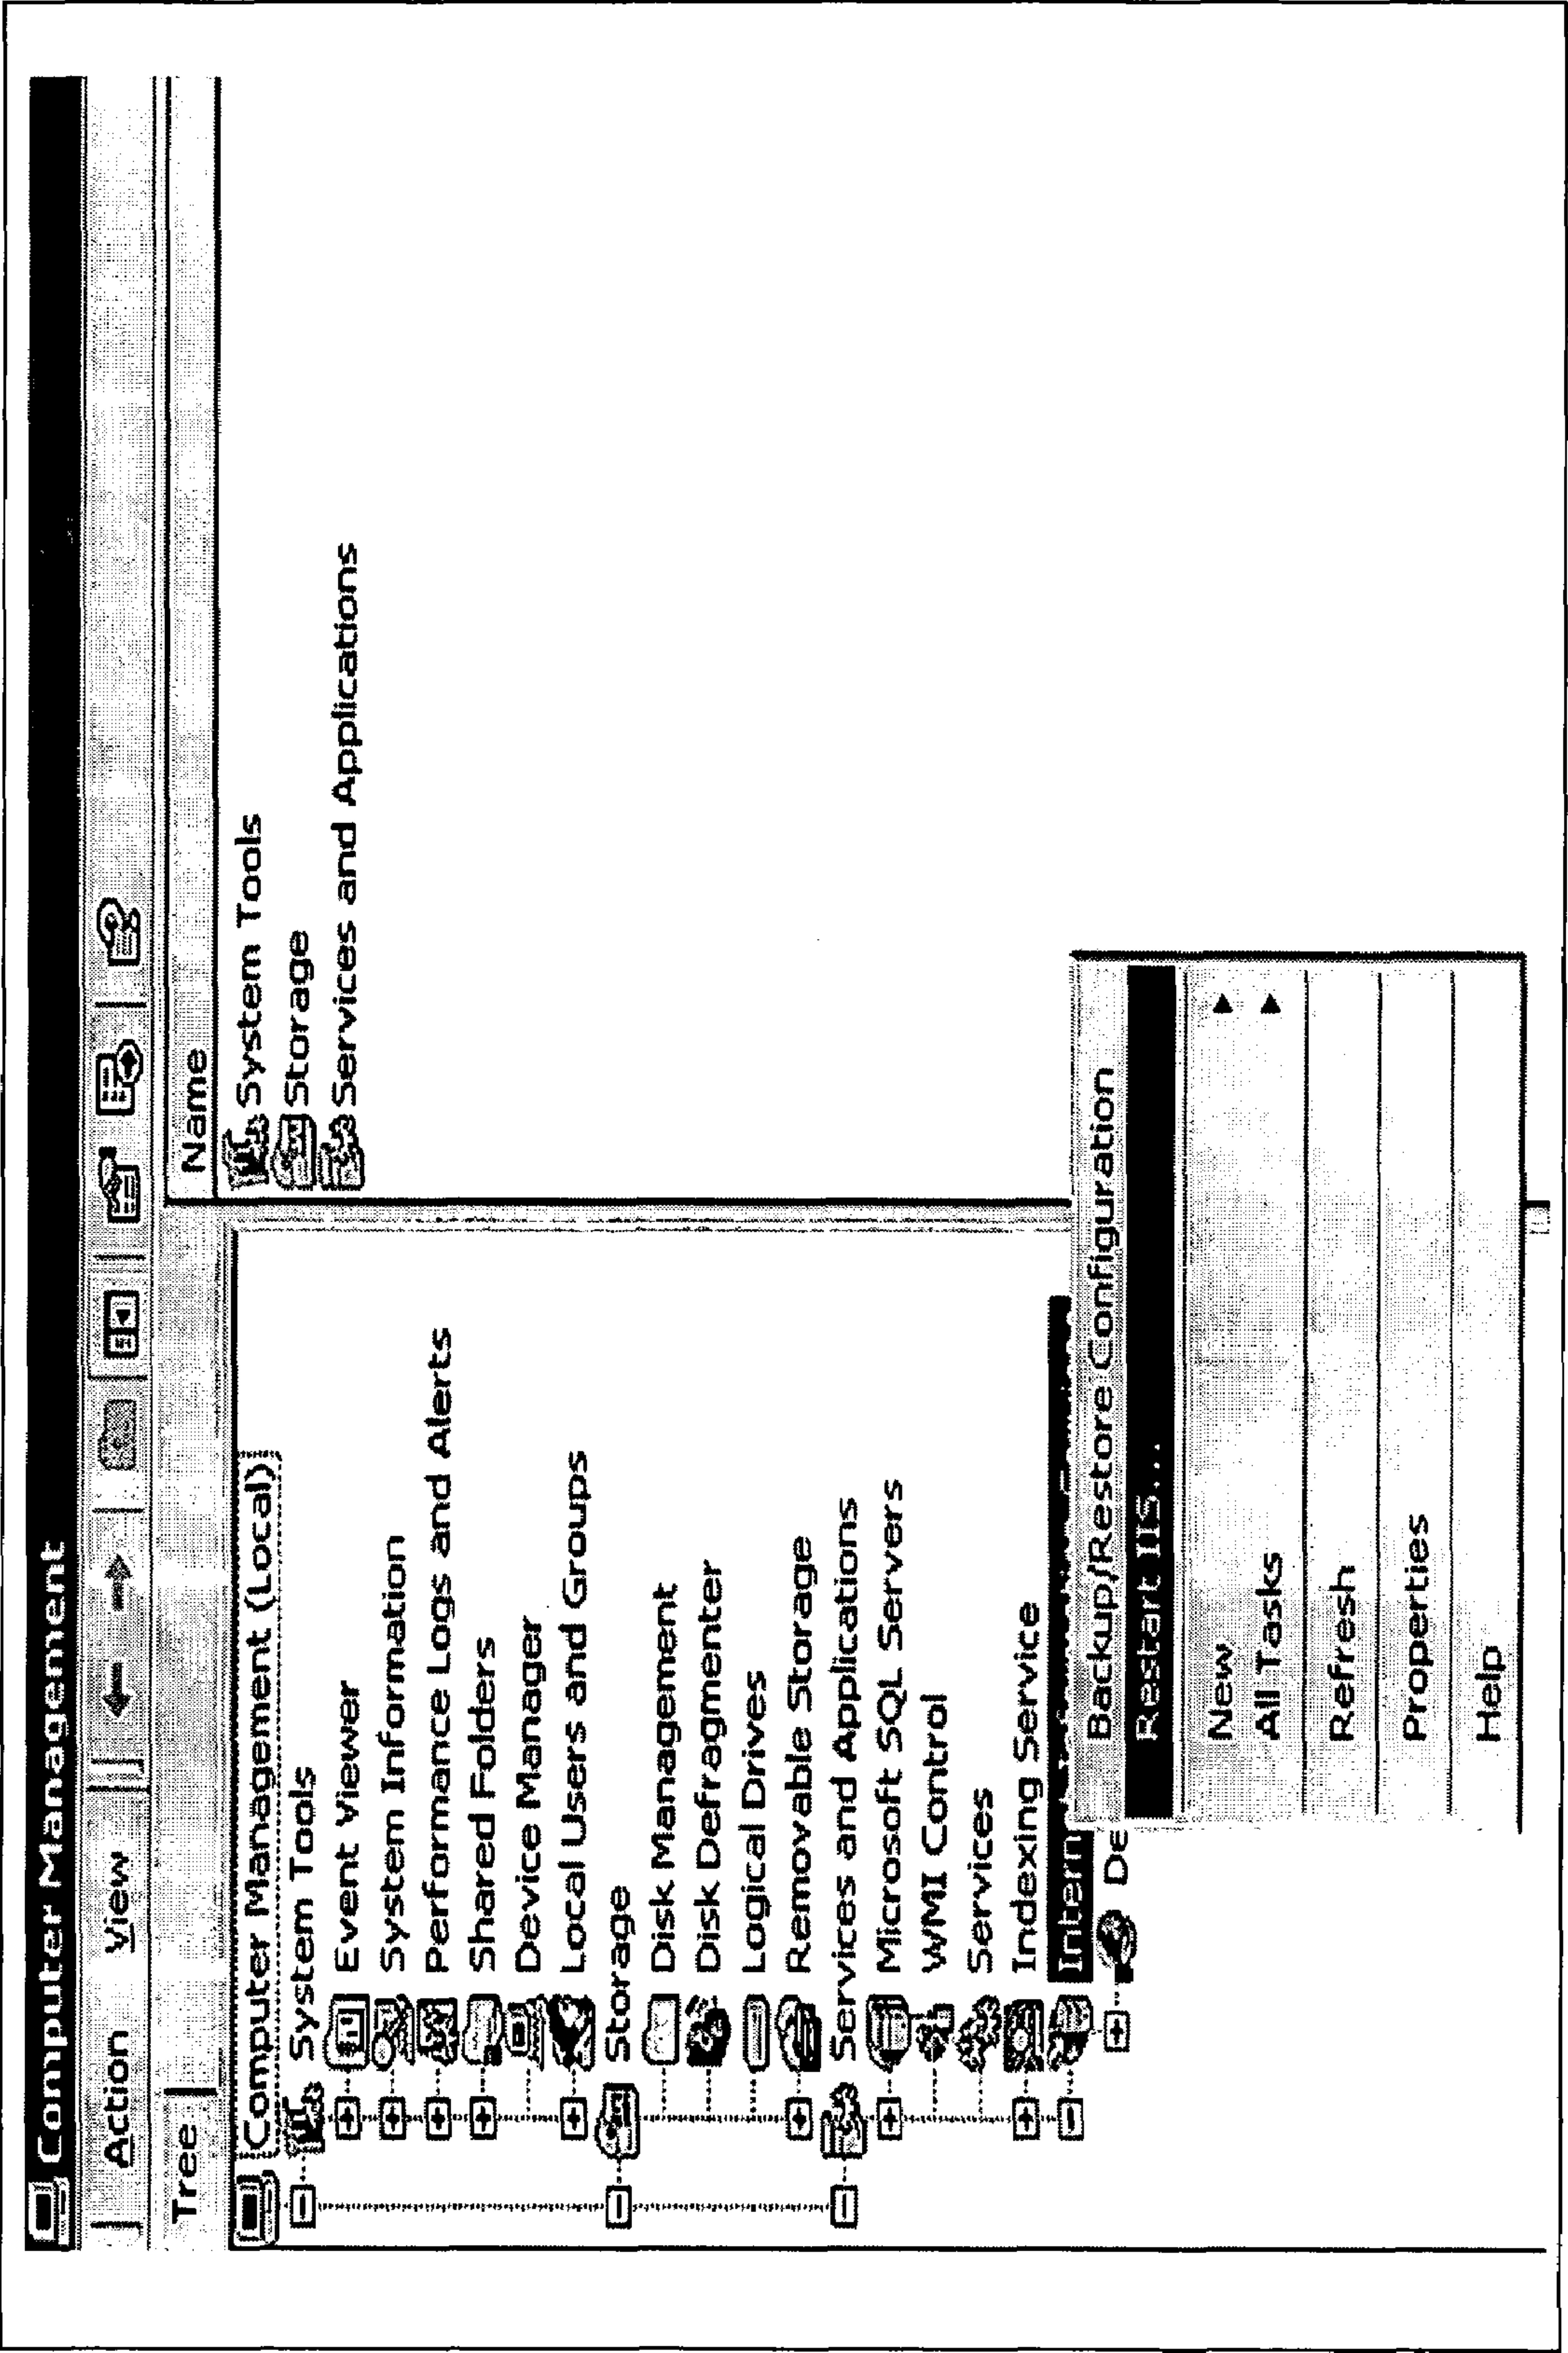 Computer Management
Action View
Tree
Name
Computer Management (Local)
System Tools
Event Viewer
System Information
Performance Logs and Alerts
Shared Folders
Device Manager
Local Users and Groups
Storage
Disk Management
Disk Defragmenter
Logical Drives
Removable Storage
Services and Applications
Microsoft SQL Servers
WMI Control
Services
Indexing Service
Intern
De
System Tools
Storage
Services and Applications
Backup/Restore Configuration
Restart IIS...
New
All Tasks
Refresh
Properties
Help